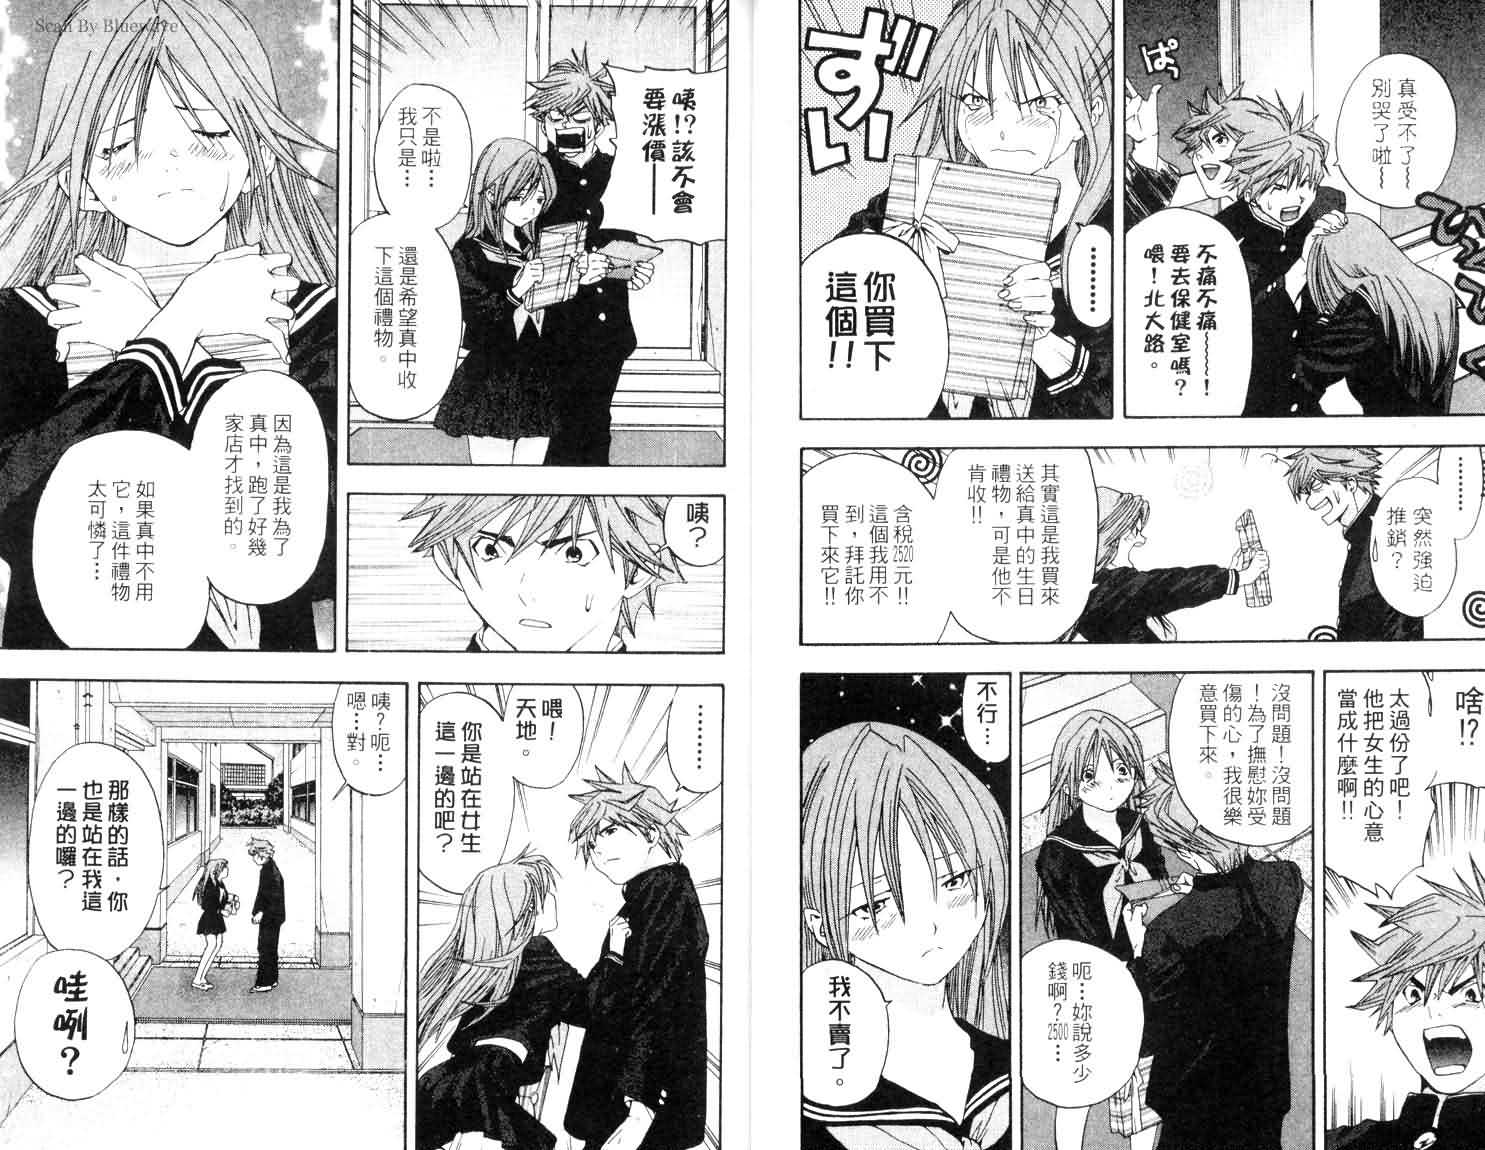 Scan By Bluewave
真受不了~~
別哭了啦~~
ぱっ
不痛不痛~~~~!
要去保健室嗎?
喂!北大路。
ずいー
…………
你買下
這個!!
………
突然強迫
推銷?
其實這是我買來
送給真中的生日
禮物,可是他不
肯收!!
含稅2520元!!
這個我用不
到,拜託你
買下來它!!
啥!?
太過份了吧!
他把女生的心意
當成什麼啊!!
沒問題!沒問題
!為了撫慰妳受
傷的心,我很樂
意買下來。
呃…妳說多少
錢啊?2500…
不行…
我不賣了。
咦!?該不會
要漲價——
不是啦…
我只是…
還是希望真中收
下這個禮物。
咦?
因為這是我為了
真中,跑了好幾
家店才找到的。
如果真中不用
它,這件禮物
太可憐了…
………
喂!
天地。
你是站在女生
這一邊的吧?
咦?呃…
嗯…對。
那樣的話,你
也是站在我這
一邊的囉?
哇咧?